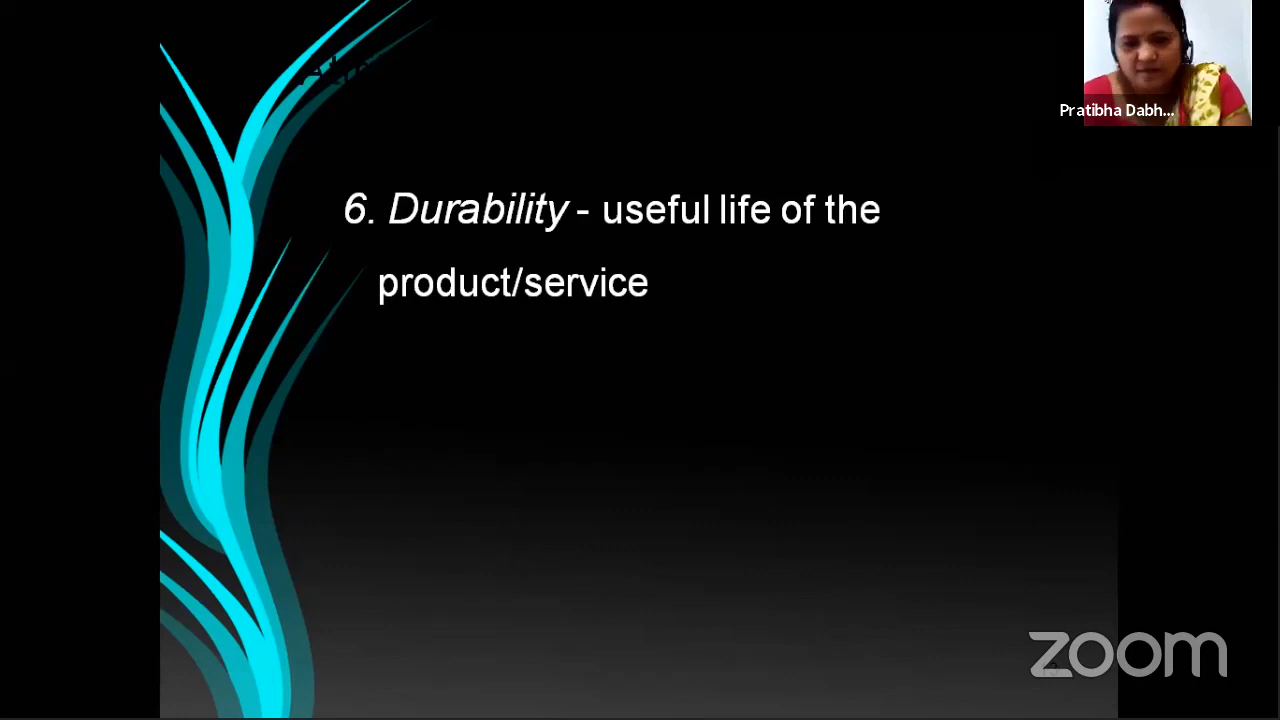 Pratibha Dabh...
6. Durability - useful life of the
product/service
zoom